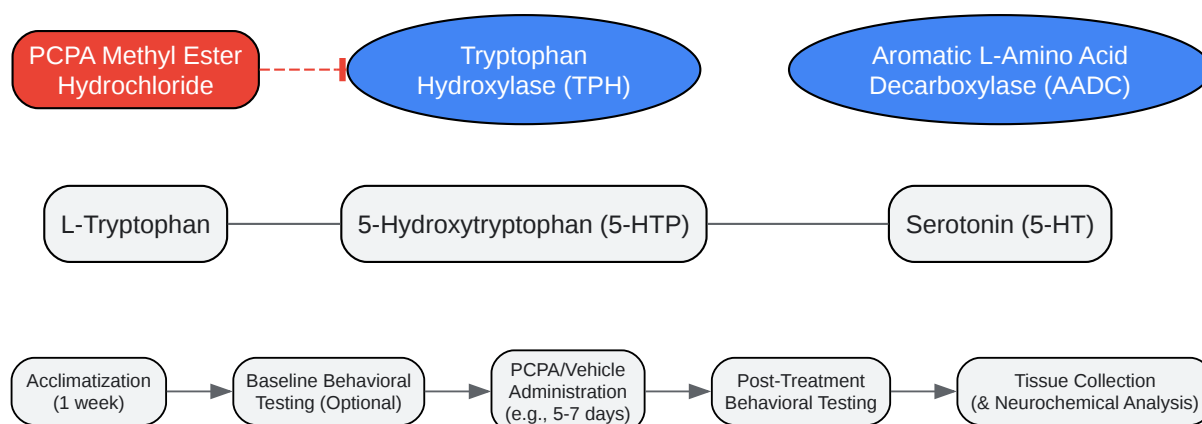 PCPA Methyl Ester
Hydrochloride
Tryptophan
Hydroxylase (TPH)
Aromatic L-Amino Acid
Decarboxylase (AADC)
L-Tryptophan
5-Hydroxytryptophan (5-HTP)
Serotonin (5-HT)
Acclimatization
(1 week)
Baseline Behavioral
Testing (Optional)
PCPA/Vehicle
Administration
(e.g., 5-7 days)
Post-Treatment
Behavioral Testing
Tissue Collection
(& Neurochemical Analysis)